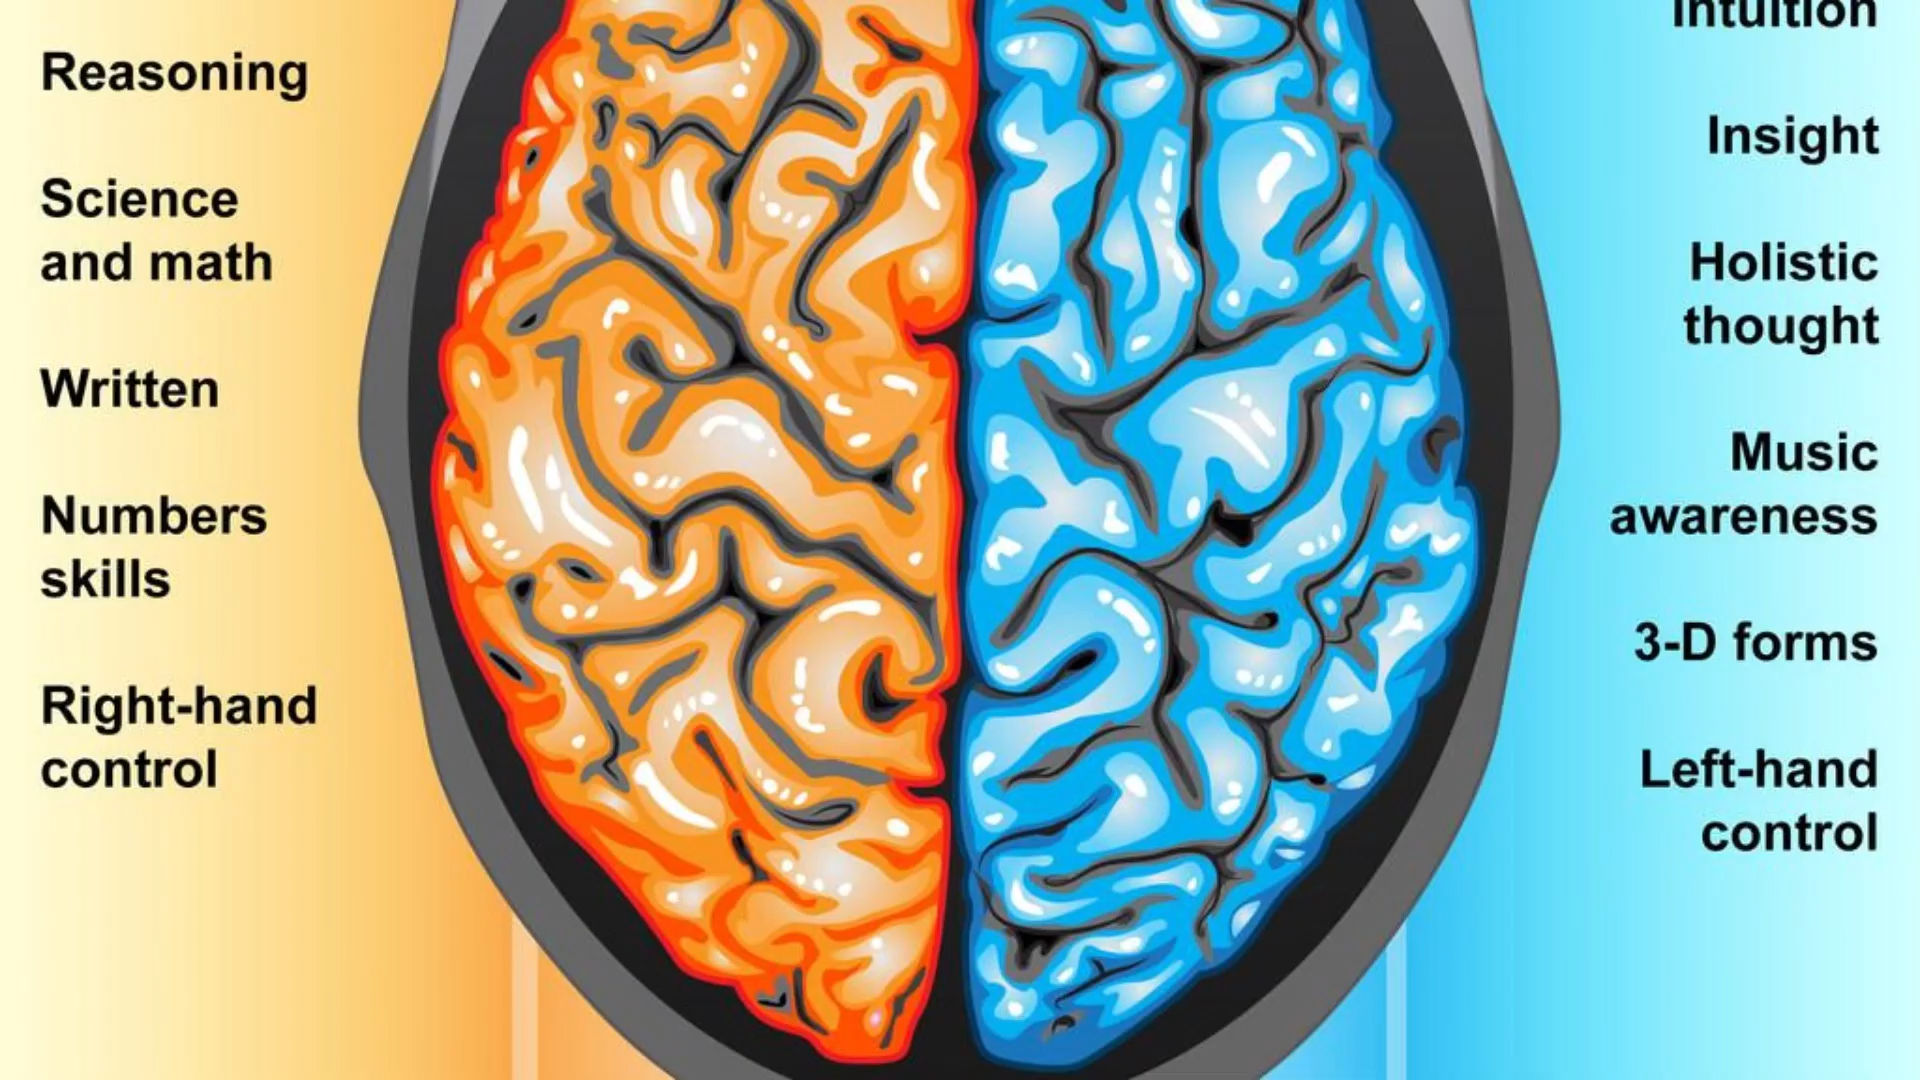 Reasoning
Science
and math
Written
Numbers
skills
Right-hand
control
Intuition
Insight
Holistic
thought
Music
awareness
3-D forms
Left-hand
control